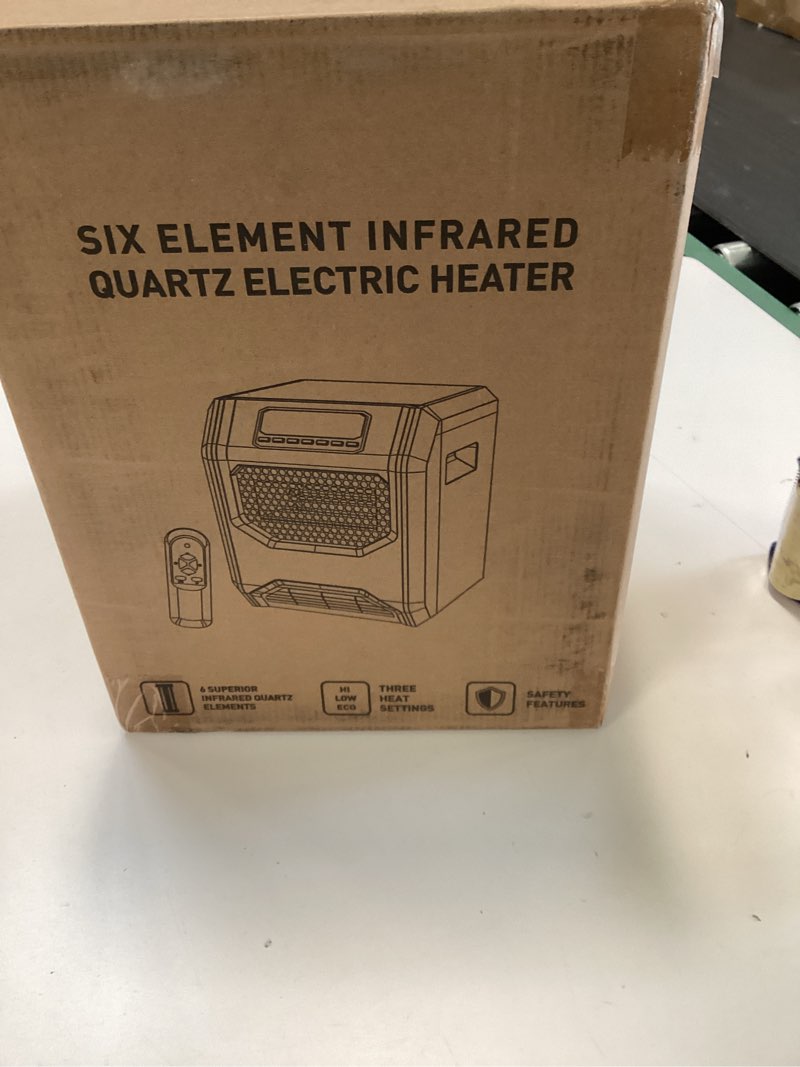 SIX ELEMENT INFRARED
QUARTZ ELECTRIC HEATER
6 SUPERIOR
INFRARED QUARTZ
ELEMENTS
HI
LOW
ECO
THREE
HEAT
SETTINGS
SAFETY
FEATURES